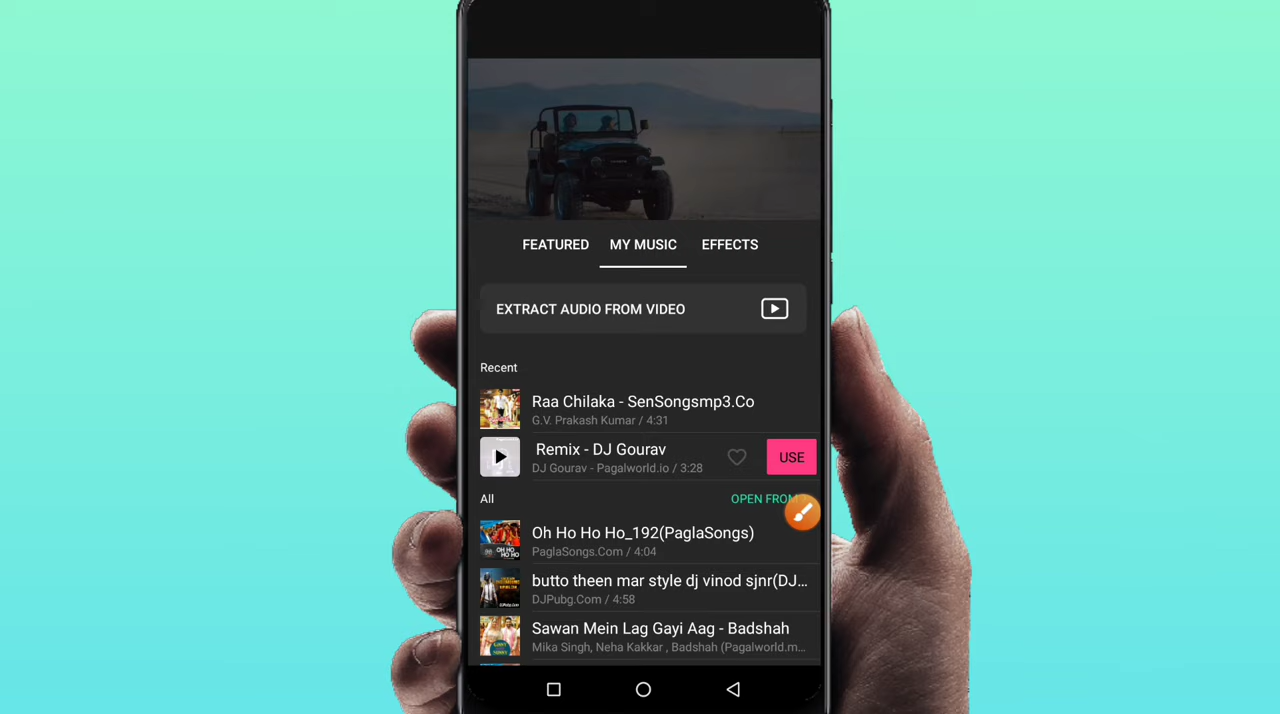 FEATURED MY MUSIC EFFECTS
EXTRACT AUDIO FROM VIDEO
Recent
Raa Chilaka - SenSongsmp3.Co
G.V. Prakash Kumar / 4:31
Remix - DJ Gourav
DJ Gourav - Pagalworld.io / 3:28
USE
All
OPEN FROM
Oh Ho Ho Ho_192(PaglaSongs)
PaglaSongs.Com / 4:04
butto theen mar style dj vinod sjnr(DJ...
DJPubg.Com / 4:58
Sawan Mein Lag Gayi Aag - Badshah
Mika Singh, Neha Kakkar , Badshah (Pagalworld.m...